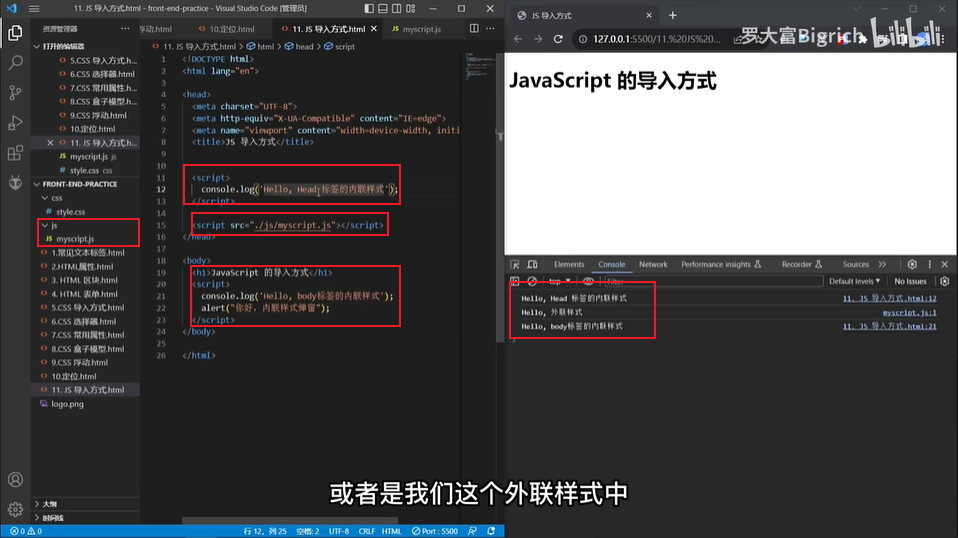 11. JS 导入方式.html - front-end-practice - Visual Studio Code [管理员]
JS 导入方式
资源管理器
浮动.html
10.定位.html
11. JS 导入方式.html
myscript.js
127.0.0.1:5500/11.%20JS%20...
罗大富Bigrich bilibili
打开的编辑器
5.CSS 导入方式.h...
6.CSS 选择器.html
7.CSS 常用属性...
8.CSS 盒子模型...
9.CSS 浮动.html
10.定位.html
11. JS 导入方式.h...
myscript.js js
style.css css
FRONT-END-PRACTICE
css
style.css
js
myscript.js
1.常见文本标签.html
2.HTML属性.html
3. HTML 区块.html
4. HTML 表单.html
5.CSS 导入方式.html
6.CSS 选择器.html
7.CSS 常用属性.html
8.CSS 盒子模型.html
9.CSS 浮动.html
10.定位.html
11. JS 导入方式.html
logo.png
大纲
时间线
11. JS 导入方式.html > html > head > script
1 <!DOCTYPE html>
2 <html lang="en">
3
4 <head>
5 <meta charset="UTF-8">
6 <meta http-equiv="X-UA-Compatible" content="IE=edge">
7 <meta name="viewport" content="width=device-width, initi
8 <title>JS 导入方式</title>
9
10
11 <script>
12 console.log('Hello, Head 标签的内联样式');
13 </script>
14
15 <script src="./js/myscript.js"></script>
16 </head>
17
18 <body>
19 <h1>JavaScript 的导入方式</h1>
20 <script>
21 console.log('Hello, body标签的内联样式');
22 alert("你好，内联样式弹窗");
23 </script>
24 </body>
25
26 </html>
JavaScript 的导入方式
Elements Console Network Performance insights Recorder Sources
top Filter Default levels No Issues
Hello, Head 标签的内联样式 11. JS 导入方式.html:12
Hello, 外联样式 myscript.js:1
Hello, body标签的内联样式 11. JS 导入方式.html:21
或者是我们这个外联样式中
0 0 行 12，列 25 空格: 2 UTF-8 CRLF HTML Port : 5500